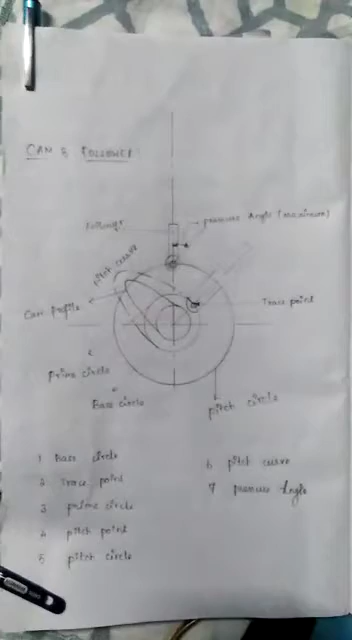 CAM & FOLLOWER:
Follower
pressure Angle (maximum)
pitch curve
Cam profile
Trace point
Prime circle
Base circle
pitch circle
1 Base circle
2 Trace point
3 prime circle
4 pitch point
5 pitch circle
6 pitch curve
7 pressure Angle